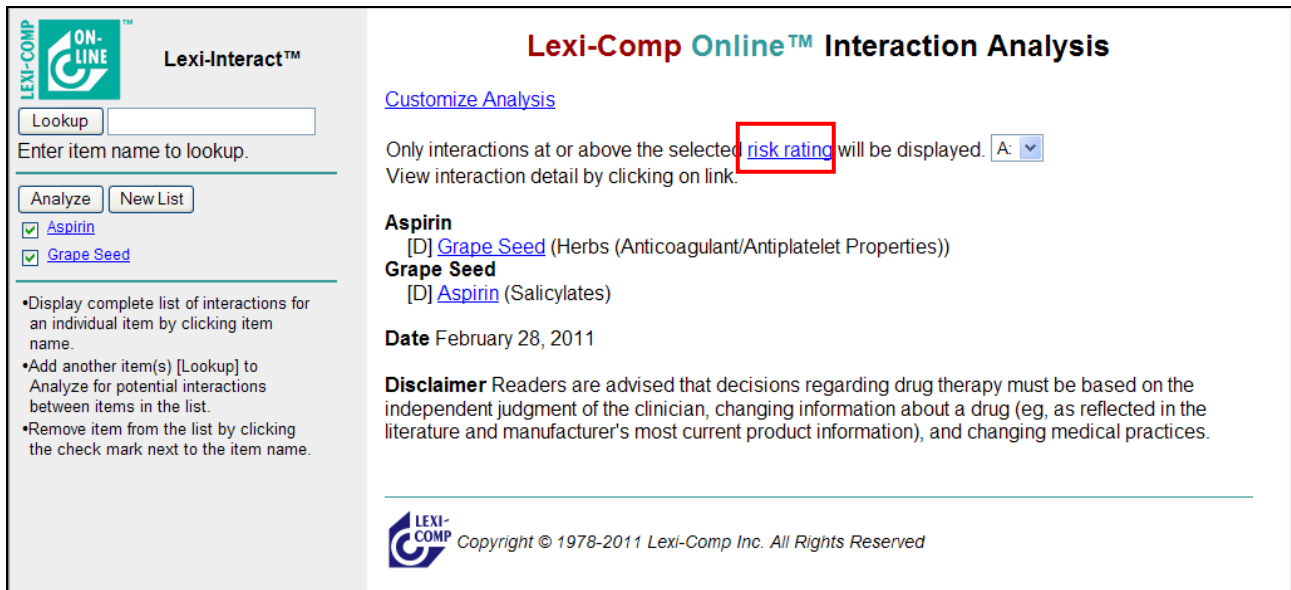 LEXI-COMP
ON-
LINE
TM
Lexi-Interact™
Lookup
Enter item name to lookup.
Analyze New List
Aspirin
Grape Seed
•Display complete list of interactions for
an individual item by clicking item
name.
•Add another item(s) [Lookup] to
Analyze for potential interactions
between items in the list.
•Remove item from the list by clicking
the check mark next to the item name.
Lexi-Comp Online™ Interaction Analysis
Customize Analysis
Only interactions at or above the selected risk rating will be displayed. A:
View interaction detail by clicking on link.
Aspirin
[D] Grape Seed (Herbs (Anticoagulant/Antiplatelet Properties))
Grape Seed
[D] Aspirin (Salicylates)
Date February 28, 2011
Disclaimer Readers are advised that decisions regarding drug therapy must be based on the
independent judgment of the clinician, changing information about a drug (eg, as reflected in the
literature and manufacturer's most current product information), and changing medical practices.
LEXI-
COMP
Copyright © 1978-2011 Lexi-Comp Inc. All Rights Reserved